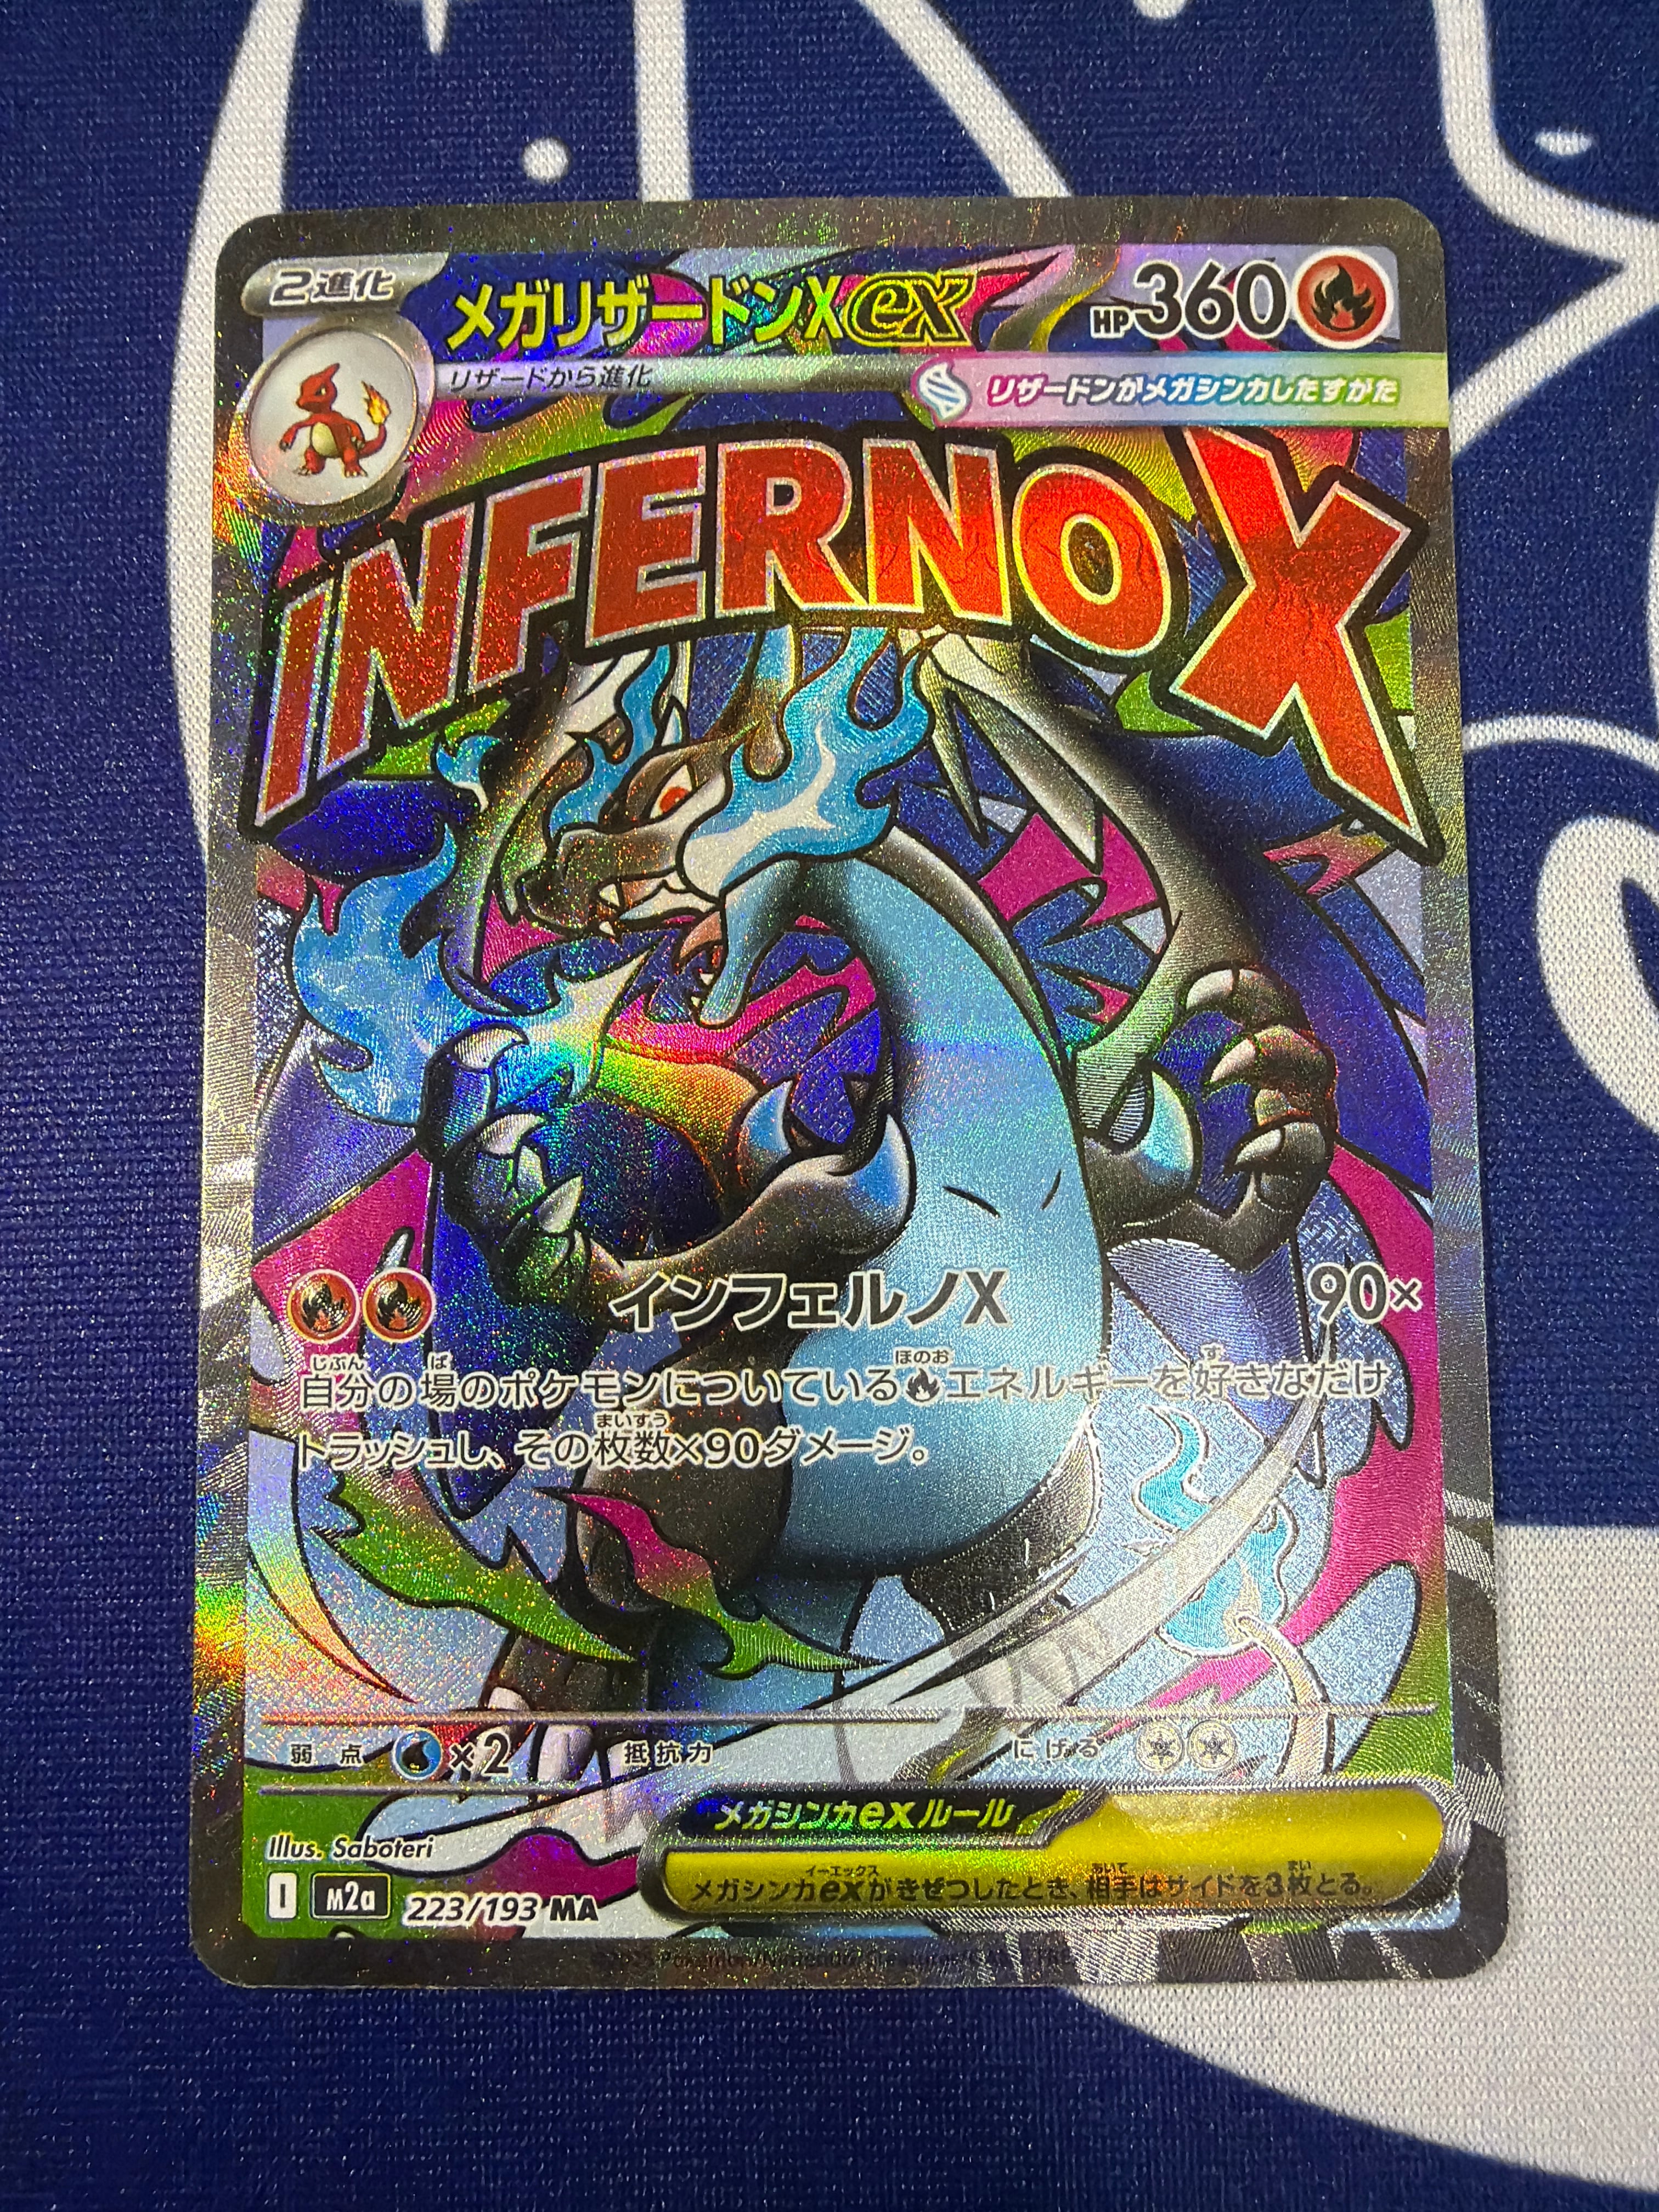 2進化
メガリザードンXex
HP360
リザードから進化
リザードンがメガシンカしたすがた
INFERNO X
インフェルノX 90×
自分の場のポケモンについているエネルギーを好きなだけ
トラッシュし、その枚数×90ダメージ。
弱点 ×2 抵抗力 にげる
メガシンカexルール
メガシンカexがきぜつしたとき、相手はサイドを3枚とる。
Illus. Saboteri
I m2a 223/193 MA
©2025 Pokémon/Nintendo/Creatures/GAME FREAK